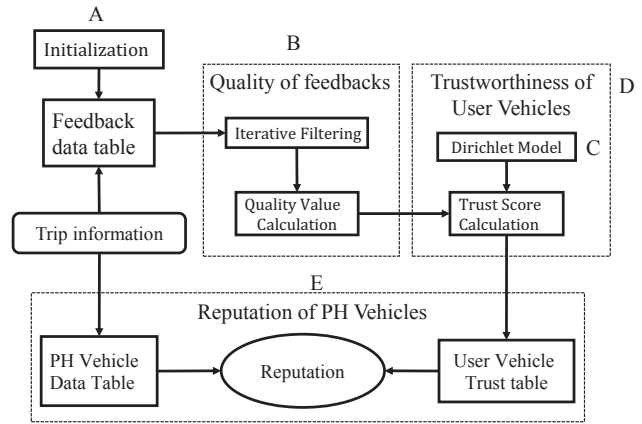 A
Initialization
Feedback
data table
Trip information
B
Quality of feedbacks
Iterative Filtering
Quality Value
Calculation
Trustworthiness of
User Vehicles
D
Dirichlet Model
C
Trust Score
Calculation
E
Reputation of PH Vehicles
PH Vehicle
Data Table
Reputation
User Vehicle
Trust table